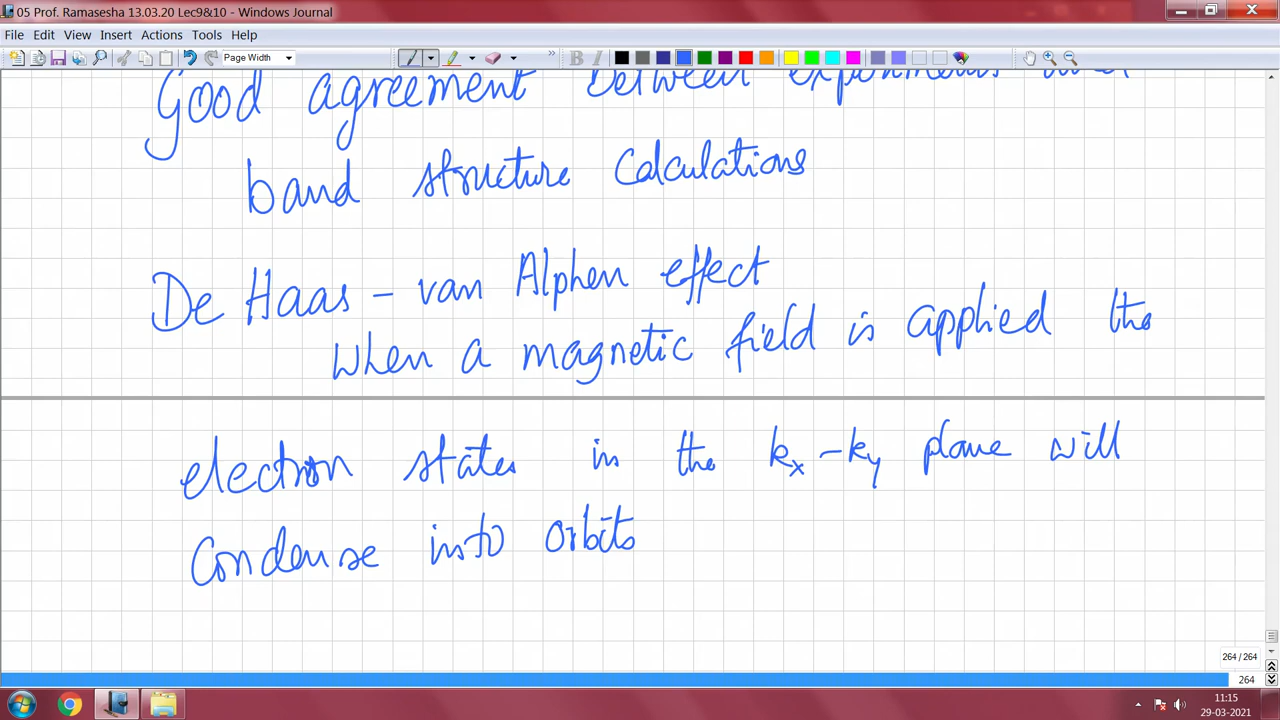 05 Prof. Ramasesha 13.03.20 Lec9&10 - Windows Journal
File Edit View Insert Actions Tools Help
Page Width
Good agreement between experiments and
band structure calculations
De Haas - van Alphen effect
when a magnetic field is applied the
electron states in the kx - ky plane will
condense into orbits
264 / 264
264
11:15
29-03-2021